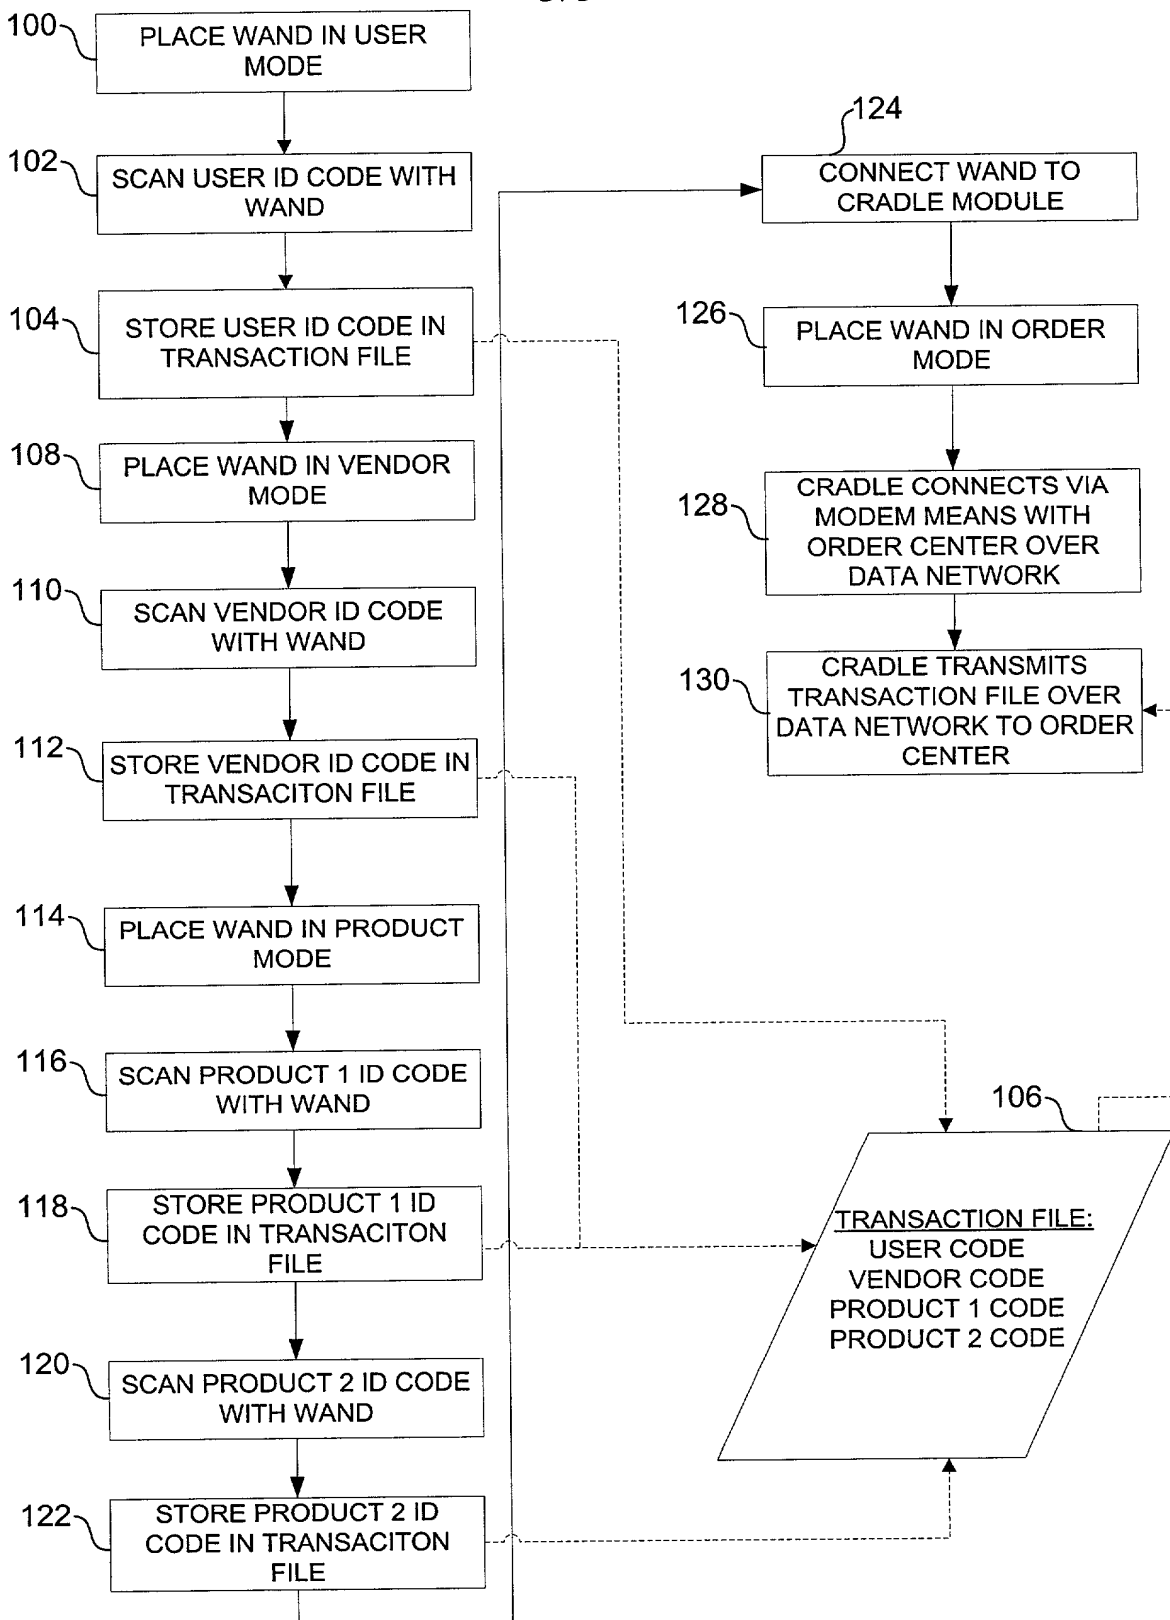 100
PLACE WAND IN USER
MODE
102
SCAN USER ID CODE WITH
WAND
104
STORE USER ID CODE IN
TRANSACTION FILE
108
PLACE WAND IN VENDOR
MODE
110
SCAN VENDOR ID CODE
WITH WAND
112
STORE VENDOR ID CODE IN
TRANSACITON FILE
114
PLACE WAND IN PRODUCT
MODE
116
SCAN PRODUCT 1 ID CODE
WITH WAND
118
STORE PRODUCT 1 ID
CODE IN TRANSACITON
FILE
120
SCAN PRODUCT 2 ID CODE
WITH WAND
122
STORE PRODUCT 2 ID
CODE IN TRANSACITON
FILE
124
CONNECT WAND TO
CRADLE MODULE
126
PLACE WAND IN ORDER
MODE
128
CRADLE CONNECTS VIA
MODEM MEANS WITH
ORDER CENTER OVER
DATA NETWORK
130
CRADLE TRANSMITS
TRANSACTION FILE OVER
DATA NETWORK TO ORDER
CENTER
106
TRANSACTION FILE:
USER CODE
VENDOR CODE
PRODUCT 1 CODE
PRODUCT 2 CODE